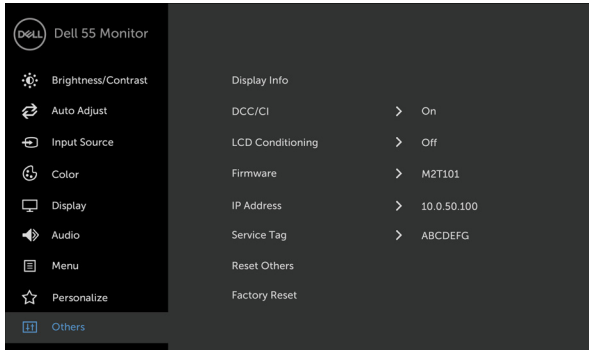 DELL Dell 55 Monitor
Brightness/Contrast
Auto Adjust
Input Source
Color
Display
Audio
Menu
Personalize
Others
Display Info
DCC/CI > On
LCD Conditioning > Off
Firmware > M2T101
IP Address > 10.0.50.100
Service Tag > ABCDEFG
Reset Others
Factory Reset